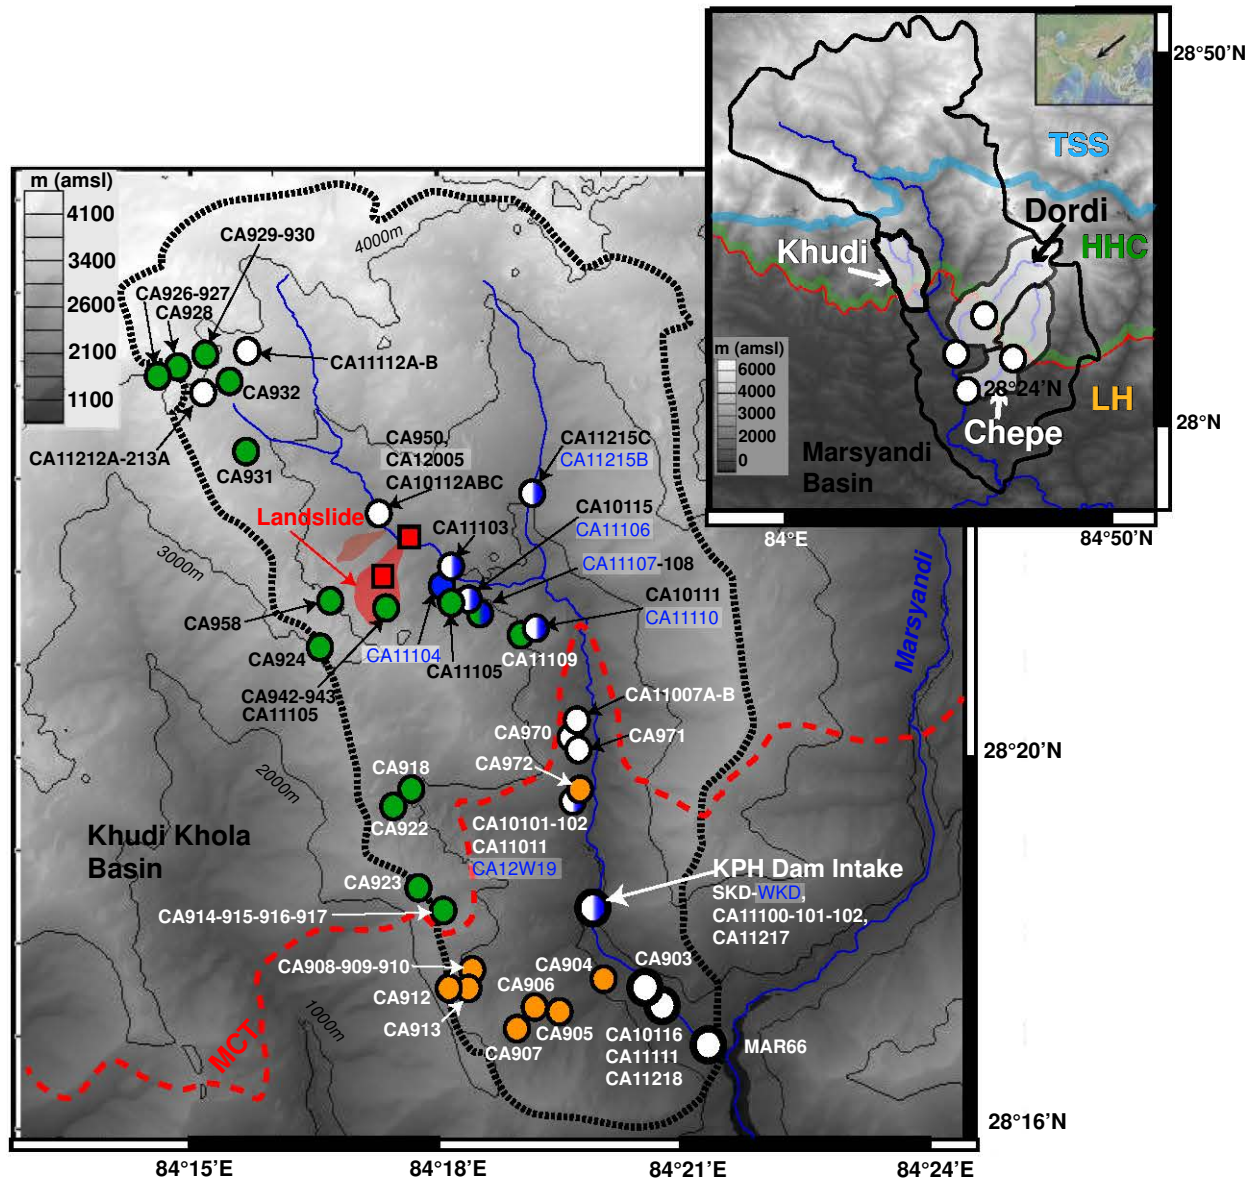 28°50'N
TSS
Dordi
HHC
Khudi
m (amsl)
6000
4000
3000
2000
0
28°24'N
LH
Chepe
28°N
Marsyandi
Basin
84°E
84°50'N
m (amsl)
4100
3400
2600
2100
1100
4000m
CA929-930
CA926-927
CA928
CA11112A-B
CA932
CA11212A-213A
CA931
CA950,
CA12005
CA10112ABC
CA11215C
CA11215B
Landslide
CA11103
CA10115
CA11106
CA11107-108
3000m
CA10111
CA11110
CA958
CA924
CA11104
CA11105
CA11109
CA942-943
CA11105
Marsyandi
CA11007A-B
CA970
CA971
28°20'N
CA972
CA918
2000m
CA922
CA10101-102
CA11011
CA12W19
Khudi Khola
Basin
KPH Dam Intake
SKD-WKD,
CA11100-101-102,
CA11217
CA923
CA914-915-916-917
CA908-909-910
CA904
CA903
CA912
CA906
CA913
CA905
CA907
1000m
MCT
CA10116
CA11111
CA11218
MAR66
28°16'N
84°15'E
84°18'E
84°21'E
84°24'E